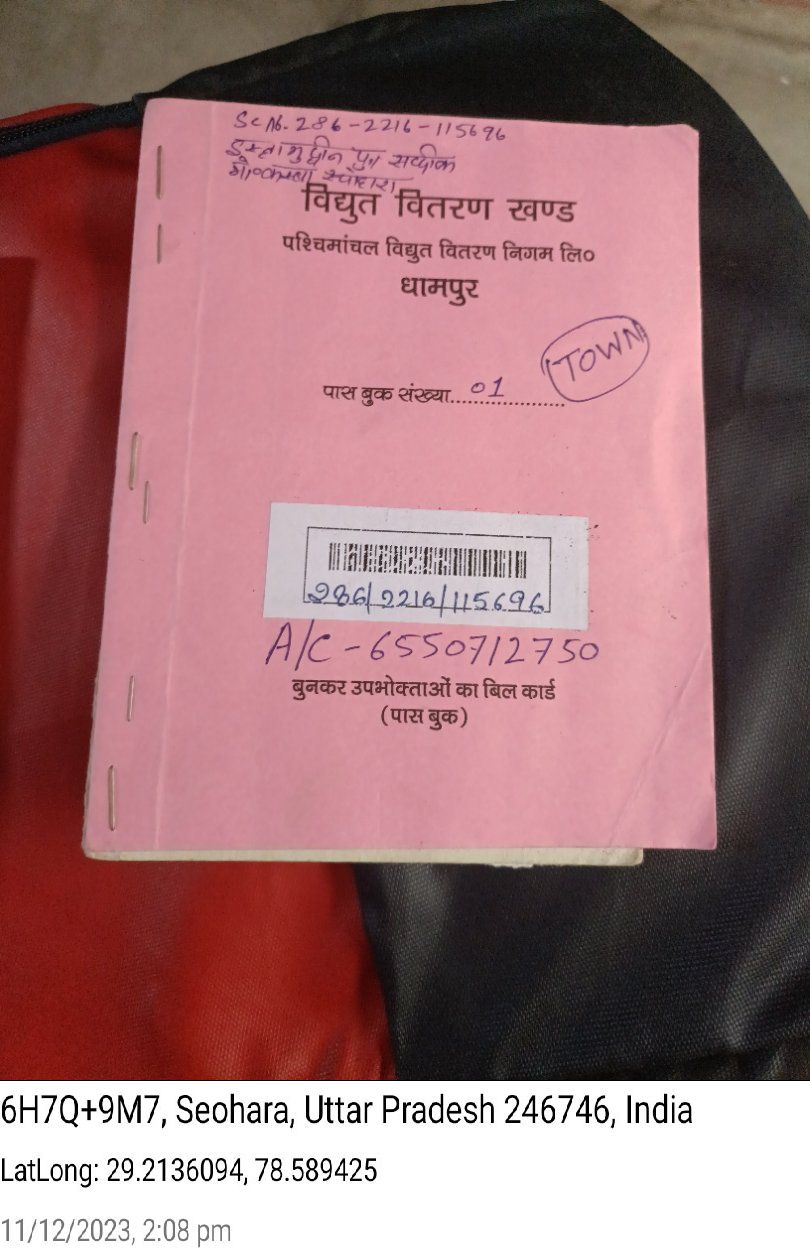 Sc No. 286-2216-115696
पुत्र सद्दीक
स्योहारा
विद्युत वितरण खण्ड
पश्चिमांचल विद्युत वितरण निगम लि०
धामपुर
TOWN
पास बुक संख्या....01..............
286/2216/115696
A/C-6550712750
बुनकर उपभोक्ताओं का बिल कार्ड
(पास बुक)
6H7Q+9M7, Seohara, Uttar Pradesh 246746, India
LatLong: 29.2136094, 78.589425
11/12/2023, 2:08 pm